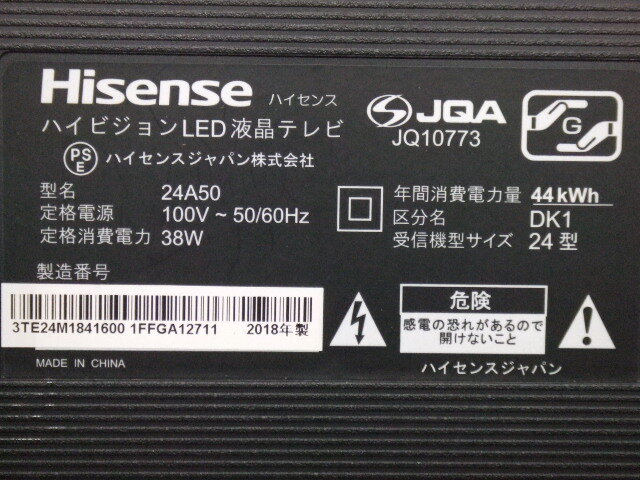 Hisense ハイセンス
JQA
JQ10773
G
ハイビジョンLED液晶テレビ
PS
E
ハイセンスジャパン株式会社
型名 24A50
定格電源 100V ~ 50/60Hz
定格消費電力 38W
年間消費電力量 44kWh
区分名 DK1
受信機型サイズ 24型
製造番号
3TE24M1841600 1FFGA12711 2018年製
MADE IN CHINA
危険
感電の恐れがあるので
開けないこと
ハイセンスジャパン